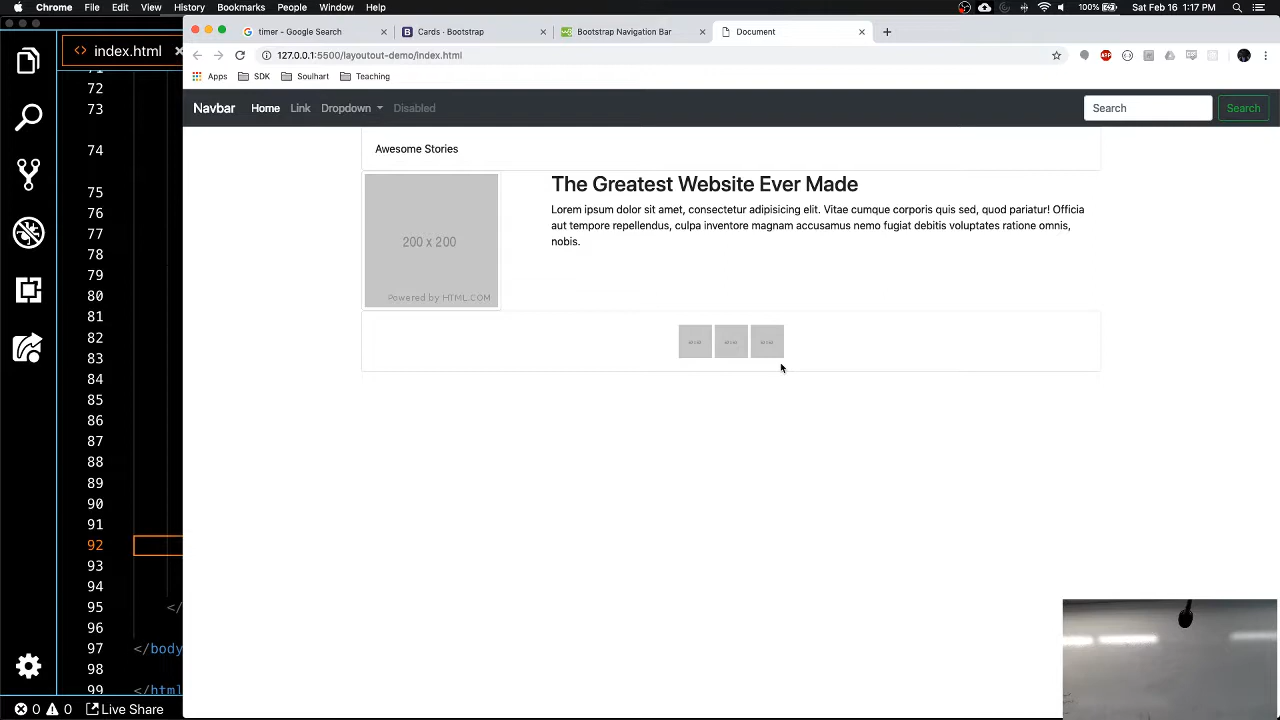 Chrome File Edit View History Bookmarks People Window Help 100% Sat Feb 16 1:17 PM
index.html
timer - Google Search
Cards · Bootstrap
Bootstrap Navigation Bar
Document
127.0.0.1:5500/layoutout-demo/index.html
Apps SDK Soulhart Teaching
Navbar Home Link Dropdown Disabled Search Search
Awesome Stories
The Greatest Website Ever Made
Lorem ipsum dolor sit amet, consectetur adipisicing elit. Vitae cumque corporis quis sed, quod pariatur! Officia
aut tempore repellendus, culpa inventore magnam accusamus nemo fugiat debitis voluptates ratione omnis,
nobis.
200 x 200
Powered by HTML.COM
72
73
74
75
76
77
78
79
80
81
82
83
84
85
86
87
88
89
90
91
92
93
94
95 </
96
97 </body
98
99 </html
0 0 Live Share